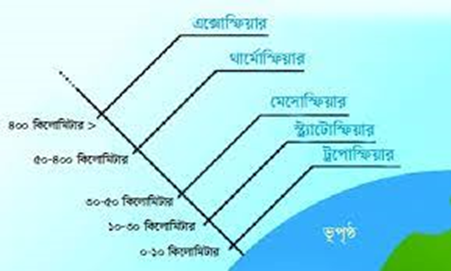 এক্সোস্ফিয়ার
থার্মোস্ফিয়ার
মেসোস্ফিয়ার
স্ট্র্যাটোস্ফিয়ার
ট্রপোস্ফিয়ার
৪০০ কিলোমিটার >
৫০-৪০০ কিলোমিটার
৩০-৫০ কিলোমিটার
১০-৩০ কিলোমিটার
০-১০ কিলোমিটার
ভূপৃষ্ঠ